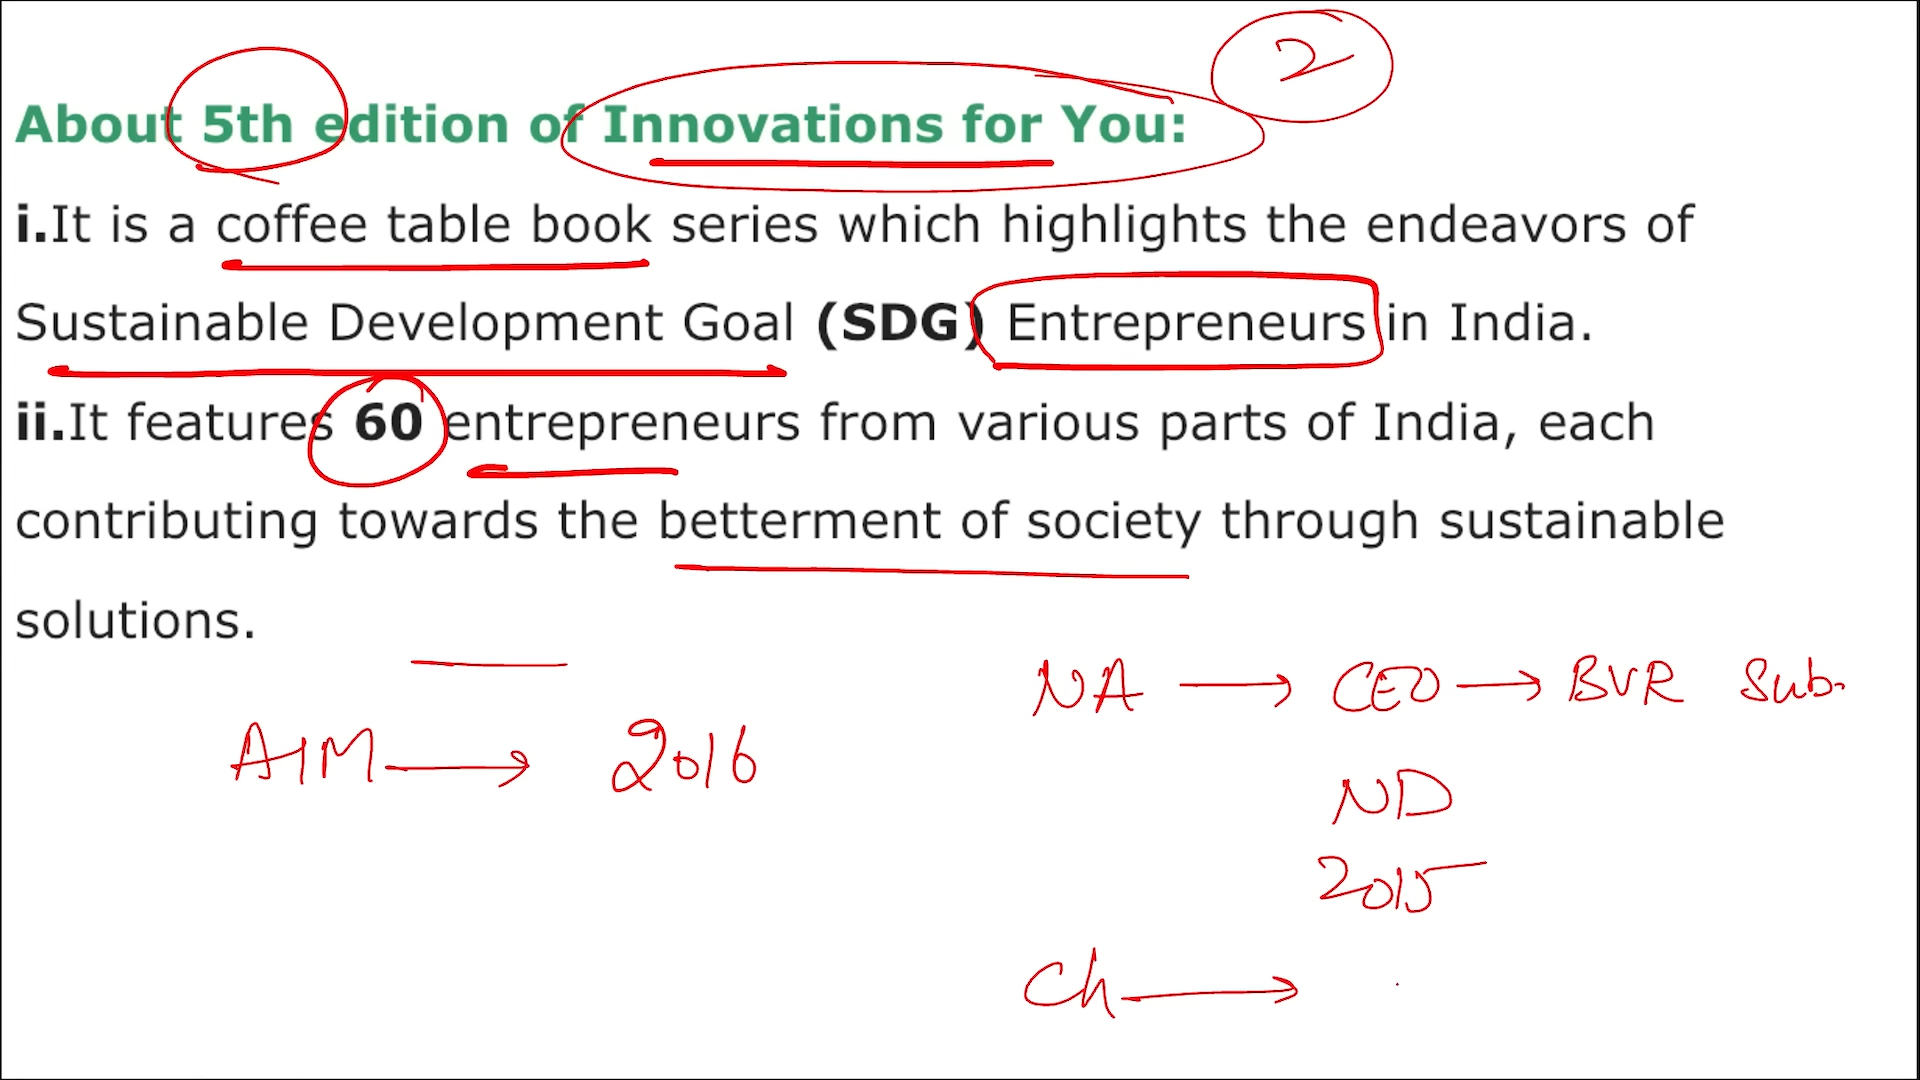 2
About 5th edition of Innovations for You:
i.It is a coffee table book series which highlights the endeavors of
Sustainable Development Goal (SDG) Entrepreneurs in India.
ii.It features 60 entrepreneurs from various parts of India, each
contributing towards the betterment of society through sustainable
solutions.
NA → CEO → BVR Sub.
AIM → 2016
ND
2015
Ch →